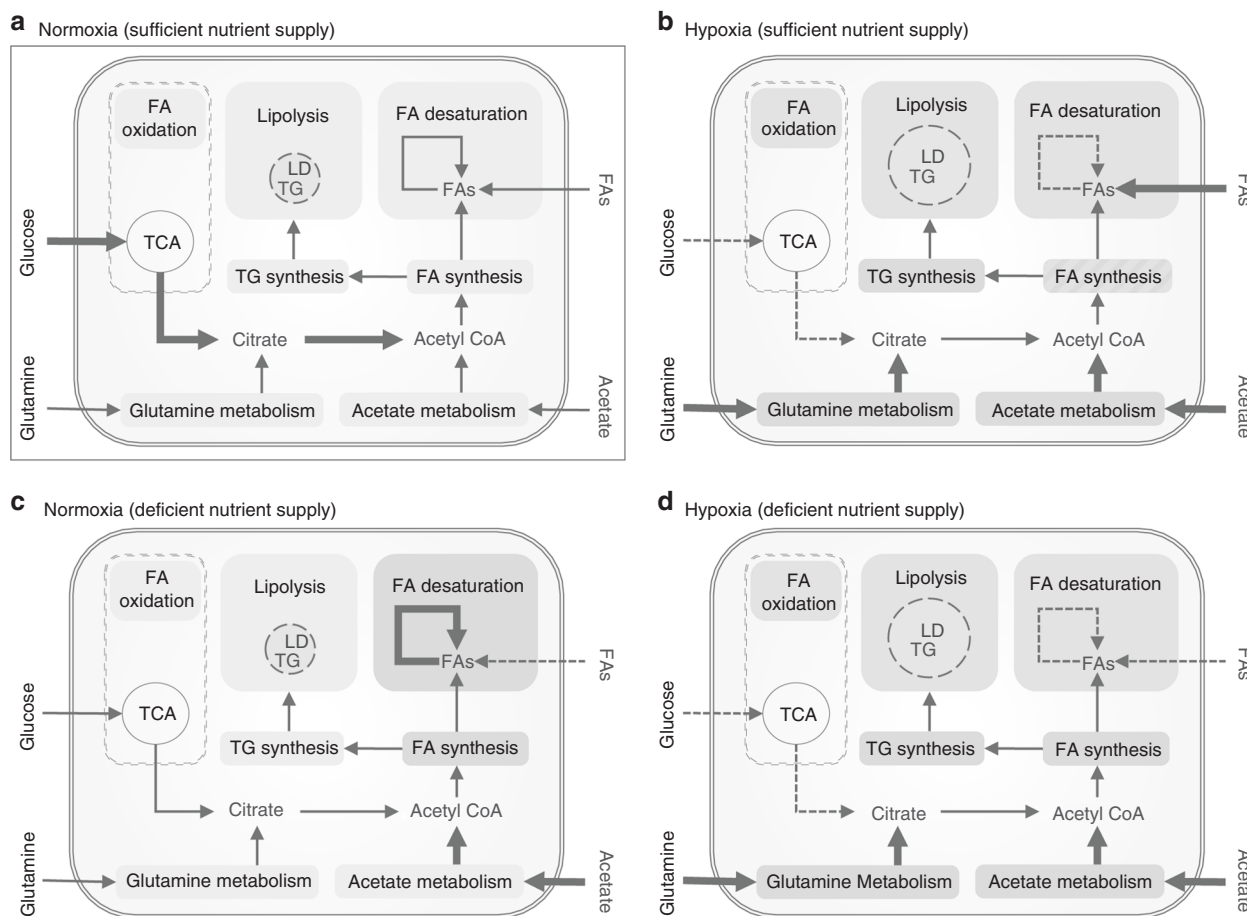 a Normoxia (sufficient nutrient supply)
FA
oxidation
Lipolysis
FA desaturation
LD
TG
FAs
FAs
Glucose
TCA
TG synthesis
FA synthesis
Citrate
Acetyl CoA
Glutamine
Glutamine metabolism
Acetate metabolism
Acetate
b Hypoxia (sufficient nutrient supply)
FA
oxidation
Lipolysis
FA desaturation
LD
TG
FAs
FAs
Glucose
TCA
TG synthesis
FA synthesis
Citrate
Acetyl CoA
Glutamine
Glutamine metabolism
Acetate metabolism
Acetate
c Normoxia (deficient nutrient supply)
FA
oxidation
Lipolysis
FA desaturation
LD
TG
FAs
FAs
Glucose
TCA
TG synthesis
FA synthesis
Citrate
Acetyl CoA
Glutamine
Glutamine metabolism
Acetate metabolism
Acetate
d Hypoxia (deficient nutrient supply)
FA
oxidation
Lipolysis
FA desaturation
LD
TG
FAs
FAs
Glucose
TCA
TG synthesis
FA synthesis
Citrate
Acetyl CoA
Glutamine
Glutamine Metabolism
Acetate metabolism
Acetate